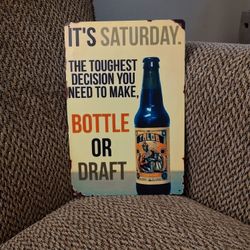 IT'S SATURDAY.
THE TOUGHEST
DECISION YOU
NEED TO MAKE,
BOTTLE
OR
DRAFT